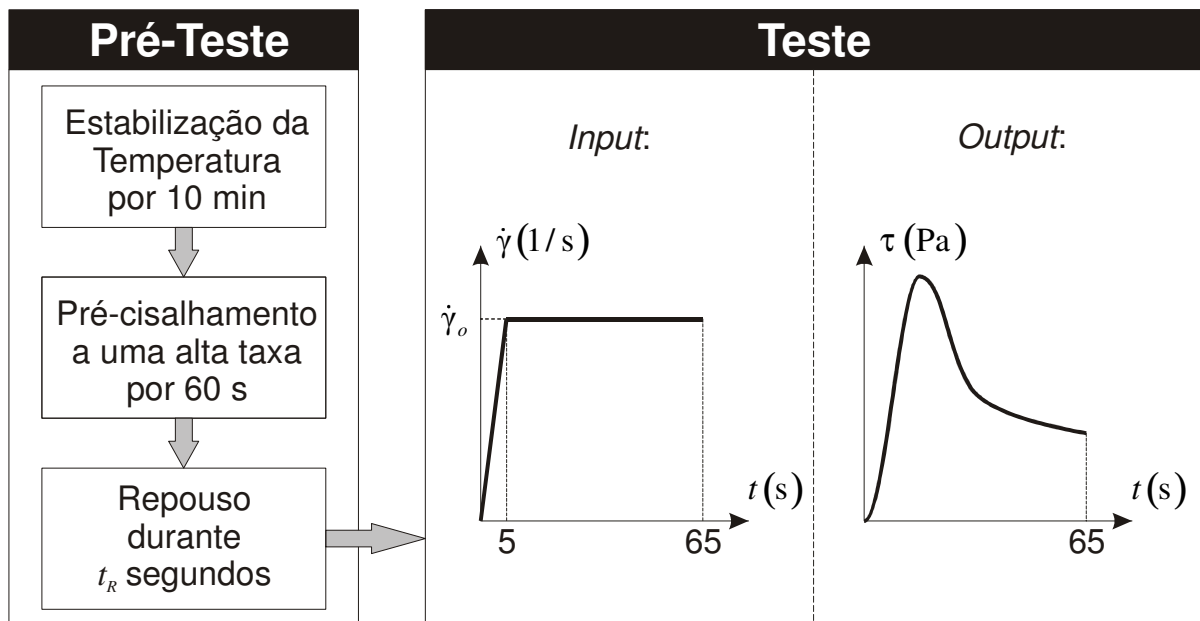 Pré-Teste
Estabilização da
Temperatura
por 10 min
Pré-cisalhamento
a uma alta taxa
por 60 s
Repouso
durante
t_R segundos
Teste
Input:
γ̇ (1/s)
γ̇_o
t (s)
5
65
Output:
τ (Pa)
t (s)
65